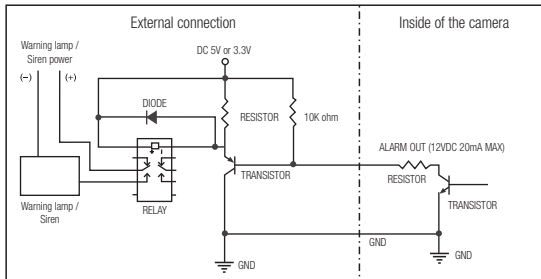 External connection
Inside of the camera
Warning lamp /
Siren power
(−)
(+)
DC 5V or 3.3V
DIODE
RESISTOR
10K ohm
ALARM OUT (12VDC 20mA MAX)
RESISTOR
TRANSISTOR
TRANSISTOR
Warning lamp /
Siren
RELAY
GND
GND
GND